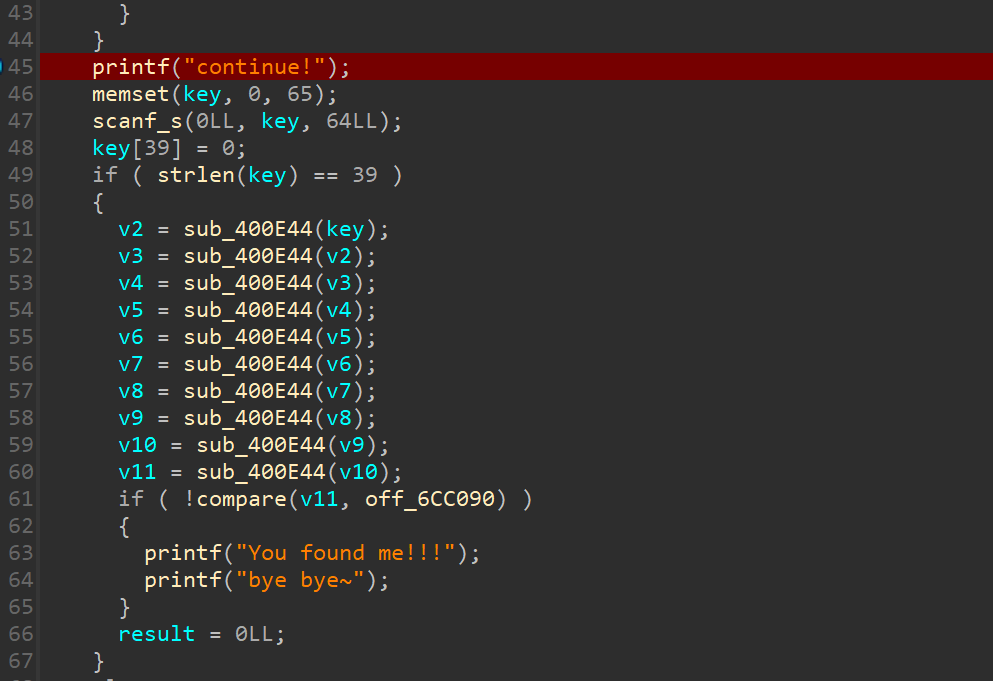 43 }
44 }
45 printf("continue!");
46 memset(key, 0, 65);
47 scanf_s(0LL, key, 64LL);
48 key[39] = 0;
49 if ( strlen(key) == 39 )
50 {
51 v2 = sub_400E44(key);
52 v3 = sub_400E44(v2);
53 v4 = sub_400E44(v3);
54 v5 = sub_400E44(v4);
55 v6 = sub_400E44(v5);
56 v7 = sub_400E44(v6);
57 v8 = sub_400E44(v7);
58 v9 = sub_400E44(v8);
59 v10 = sub_400E44(v9);
60 v11 = sub_400E44(v10);
61 if ( !compare(v11, off_6CC090) )
62 {
63 printf("You found me!!!");
64 printf("bye bye~");
65 }
66 result = 0LL;
67 }